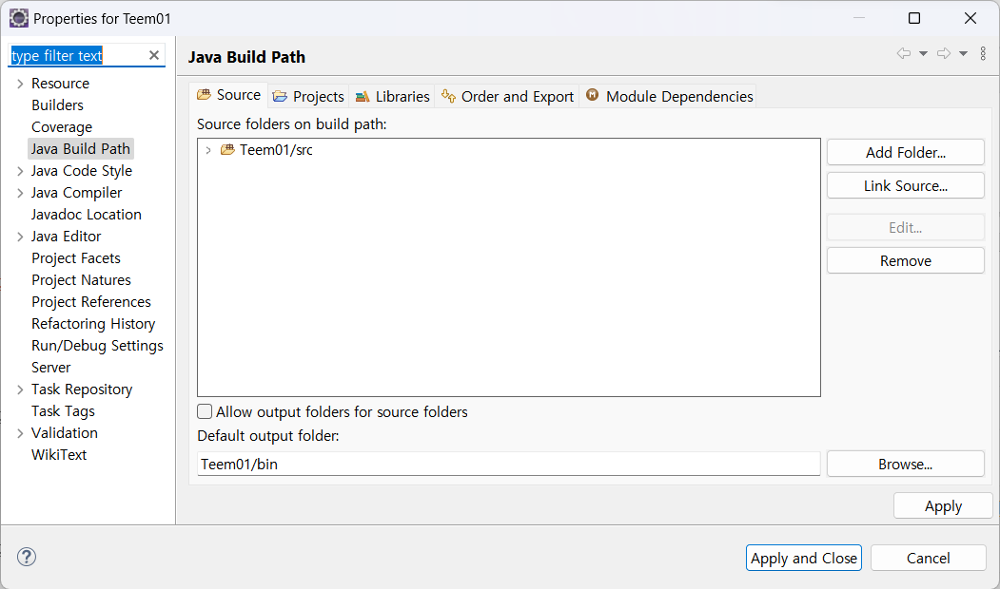 Properties for Teem01
type filter text
Resource
Builders
Coverage
Java Build Path
Java Code Style
Java Compiler
Javadoc Location
Java Editor
Project Facets
Project Natures
Project References
Refactoring History
Run/Debug Settings
Server
Task Repository
Task Tags
Validation
WikiText
Java Build Path
Source Projects Libraries Order and Export Module Dependencies
Source folders on build path:
Teem01/src
Add Folder...
Link Source...
Edit...
Remove
Allow output folders for source folders
Default output folder:
Teem01/bin
Browse...
Apply
Apply and Close Cancel